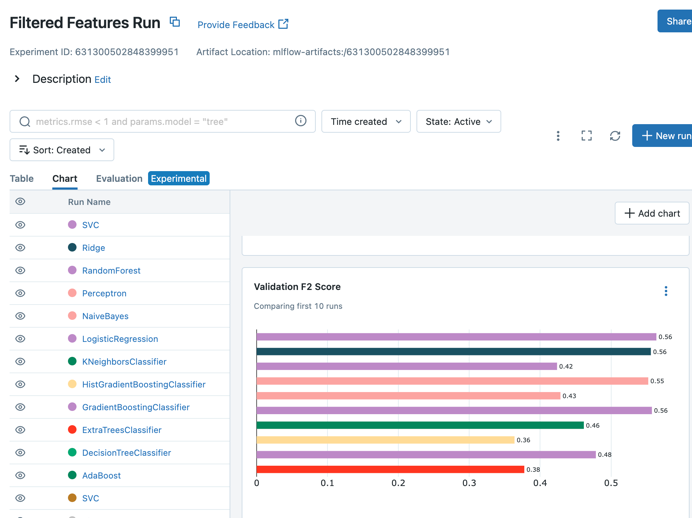 Filtered Features Run
Provide Feedback
Share
Experiment ID: 631300502848399951 Artifact Location: mlflow-artifacts:/631300502848399951
Description Edit
metrics.rmse < 1 and params.model = "tree"
Time created
State: Active
Sort: Created
+ New run
Table Chart Evaluation Experimental
Run Name
+ Add chart
SVC
Ridge
RandomForest
Perceptron
NaiveBayes
LogisticRegression
KNeighborsClassifier
HistGradientBoostingClassifier
GradientBoostingClassifier
ExtraTreesClassifier
DecisionTreeClassifier
AdaBoost
SVC
Validation F2 Score
Comparing first 10 runs
0.56
0.56
0.42
0.55
0.43
0.56
0.46
0.36
0.48
0.38
0 0.1 0.2 0.3 0.4 0.5